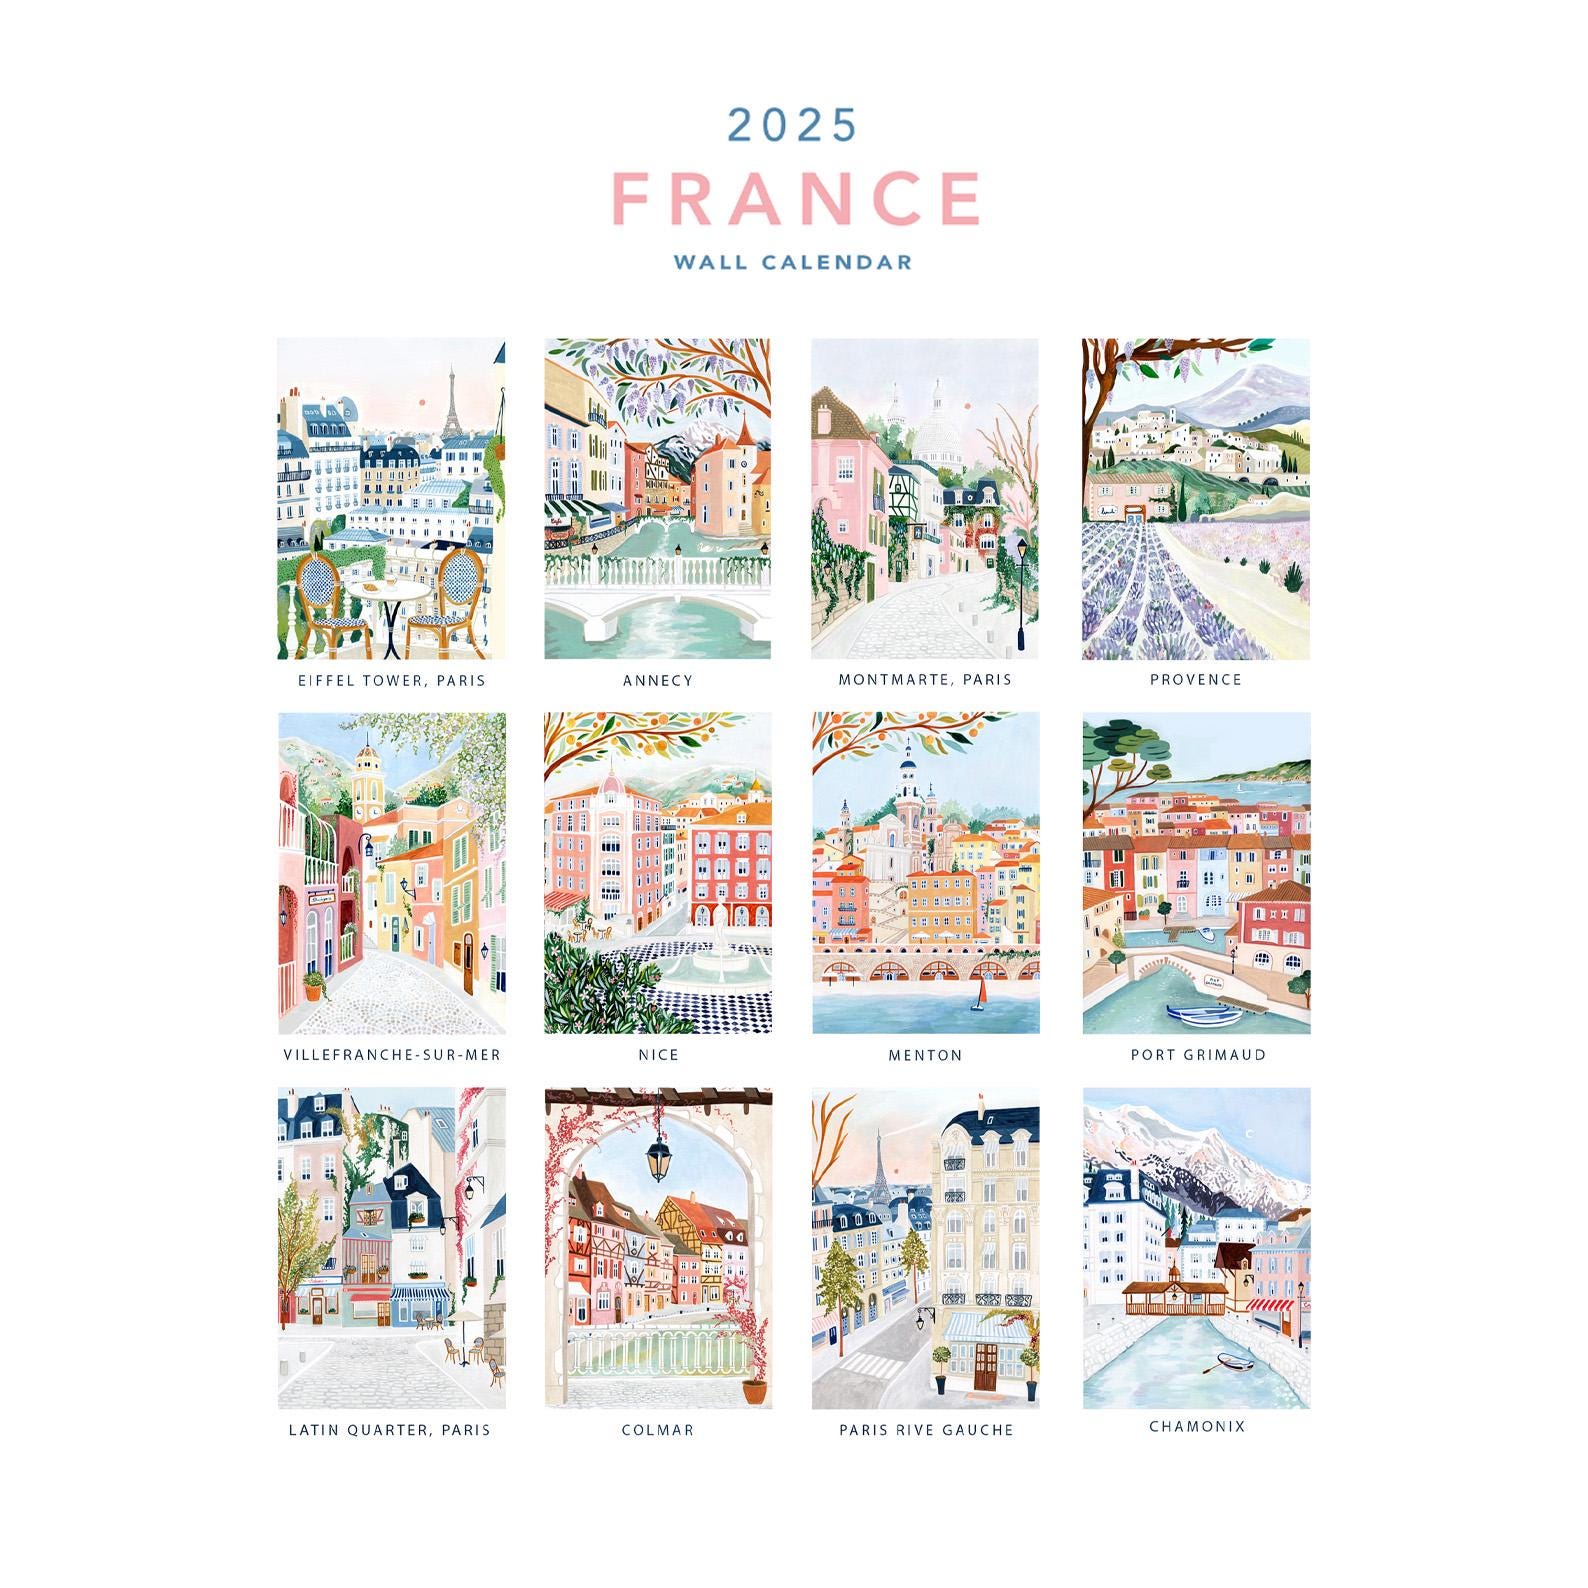 2025
FRANCE
WALL CALENDAR
EIFFEL TOWER, PARIS
ANNECY
MONTMARTE, PARIS
PROVENCE
VILLEFRANCHE-SUR-MER
NICE
MENTON
PORT GRIMAUD
LATIN QUARTER, PARIS
COLMAR
PARIS RIVE GAUCHE
CHAMONIX